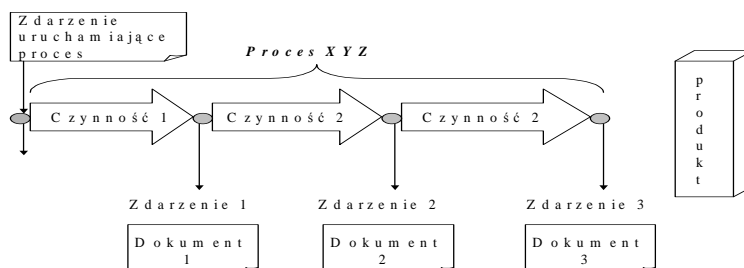 Zdarzenie
uruchamiające
proces
Proces XYZ
produkt
Czynność 1
Czynność 2
Czynność 2
Zdarzenie 1
Zdarzenie 2
Zdarzenie 3
Dokument
1
Dokument
2
Dokument
3